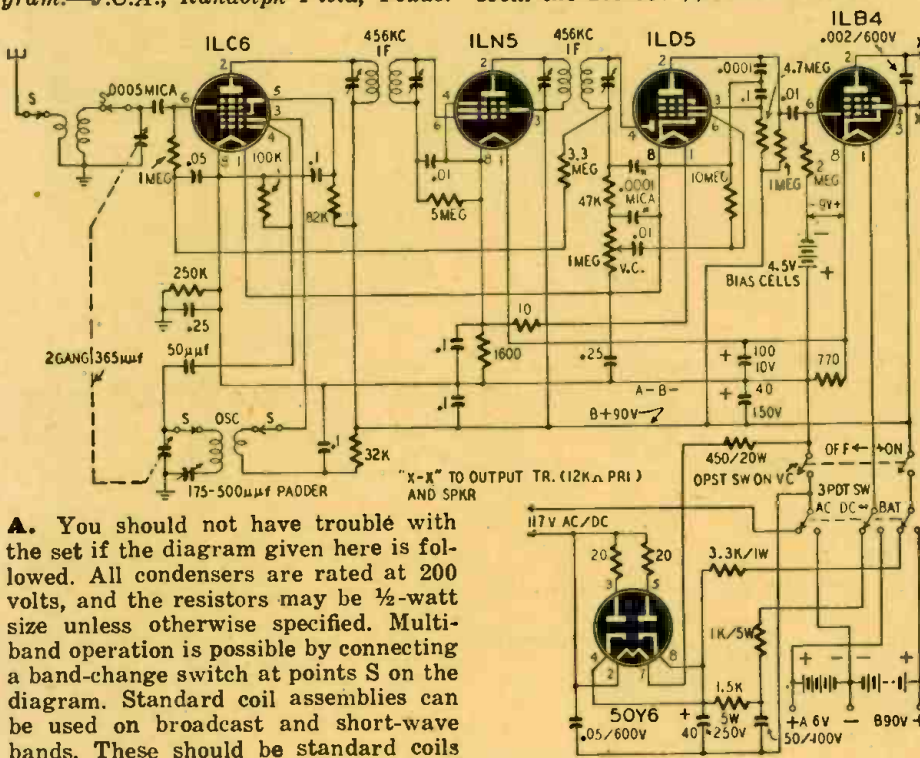 gram.—J.C.A., Randolph Field,
1LC6
456KC
IF
1LN5
456KC
IF
1LD5
1LB4
.002/600V
.0005 MICA
.0001
4.7MEG
.1
.01
1MEG
.05
100K
.1
82K
.01
5MEG
3.3
MEG
47K
.0001
MICA
10MEG
1MEG
2
MEG
-9V+
.01
1MEG
V.C.
4.5V
BIAS CELLS
250K
.25
10
.1
1600
.25
100
10V
770
2GANG 365μμf
50μμf
A-B-
40
150V
B+90V
.1
S OSC S
.1
32K
450/20W
OFF ↔ ON
OPST SW ON VC
175-500μμf PADDER
"X-X" TO OUTPUT TR. (12KΩ PRI)
AND SPKR
3PDT SW
AC DC↔BAT
117V AC/DC
20
20
3.3K/1W
1K/5W
1.5K
5W
50Y6
.05/600V
40
250V
50/400V
+A 6V - B90V+
A. You should not have trouble with
the set if the diagram given here is fol-
lowed. All condensers are rated at 200
volts, and the resistors may be ½-watt
size unless otherwise specified. Multi-
band operation is possible by connecting
a band-change switch at points S on the
diagram. Standard coil assemblies can
be used on broadcast and short-wave
bands. These should be standard coils